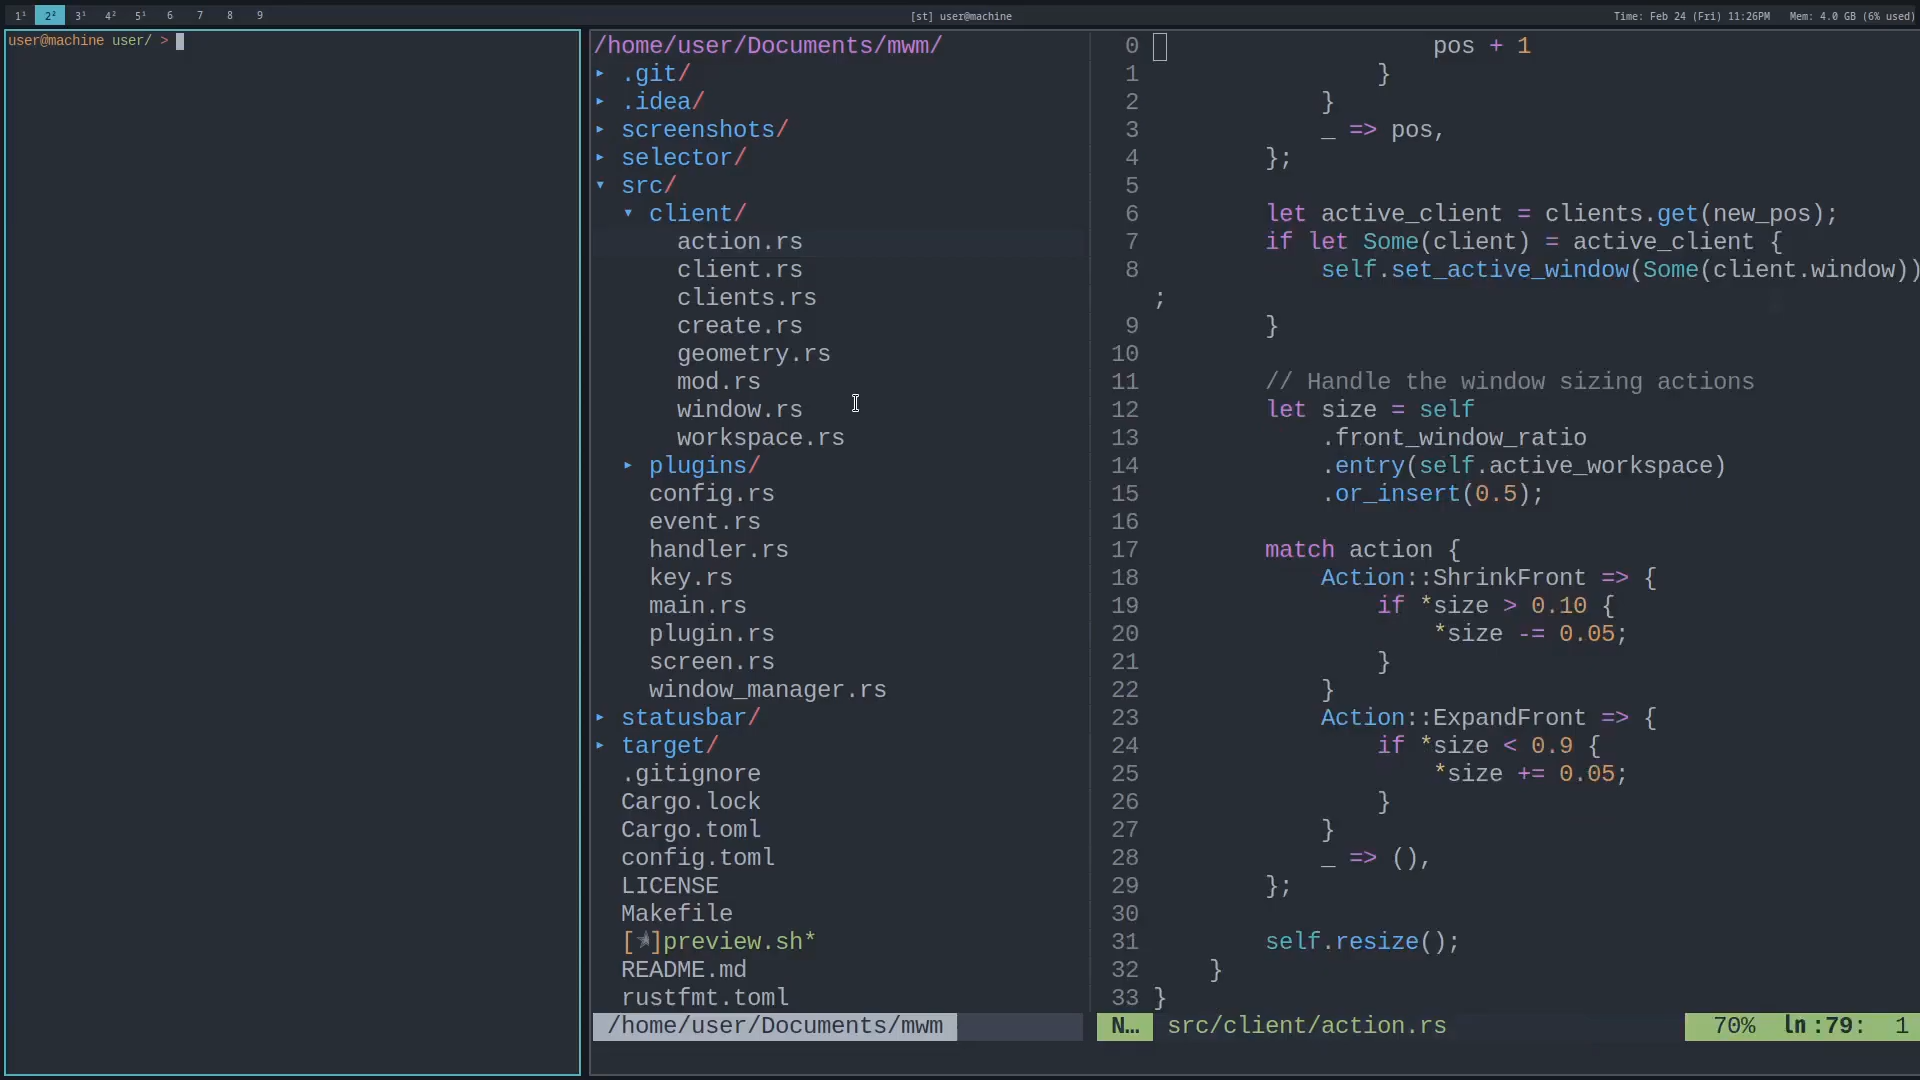 1¹ 2² 3¹ 4² 5¹ 6 7 8 9
[st] user@machine
Time: Feb 24 (Fri) 11:26PM Mem: 4.0 GB (6% used)
user@machine user/ >
/home/user/Documents/mwm/
▸ .git/
▸ .idea/
▸ screenshots/
▸ selector/
▾ src/
▾ client/
action.rs
client.rs
clients.rs
create.rs
geometry.rs
mod.rs
window.rs
workspace.rs
▸ plugins/
config.rs
event.rs
handler.rs
key.rs
main.rs
plugin.rs
screen.rs
window_manager.rs
▸ statusbar/
▸ target/
.gitignore
Cargo.lock
Cargo.toml
config.toml
LICENSE
Makefile
[★]preview.sh*
README.md
rustfmt.toml
/home/user/Documents/mwm
0 pos + 1
1 }
2 }
3 _ => pos,
4 };
5
6 let active_client = clients.get(new_pos);
7 if let Some(client) = active_client {
8 self.set_active_window(Some(client.window))
;
9 }
10
11 // Handle the window sizing actions
12 let size = self
13 .front_window_ratio
14 .entry(self.active_workspace)
15 .or_insert(0.5);
16
17 match action {
18 Action::ShrinkFront => {
19 if *size > 0.10 {
20 *size -= 0.05;
21 }
22 }
23 Action::ExpandFront => {
24 if *size < 0.9 {
25 *size += 0.05;
26 }
27 }
28 _ => (),
29 };
30
31 self.resize();
32 }
33 }
N… src/client/action.rs 70% ln:79: 1